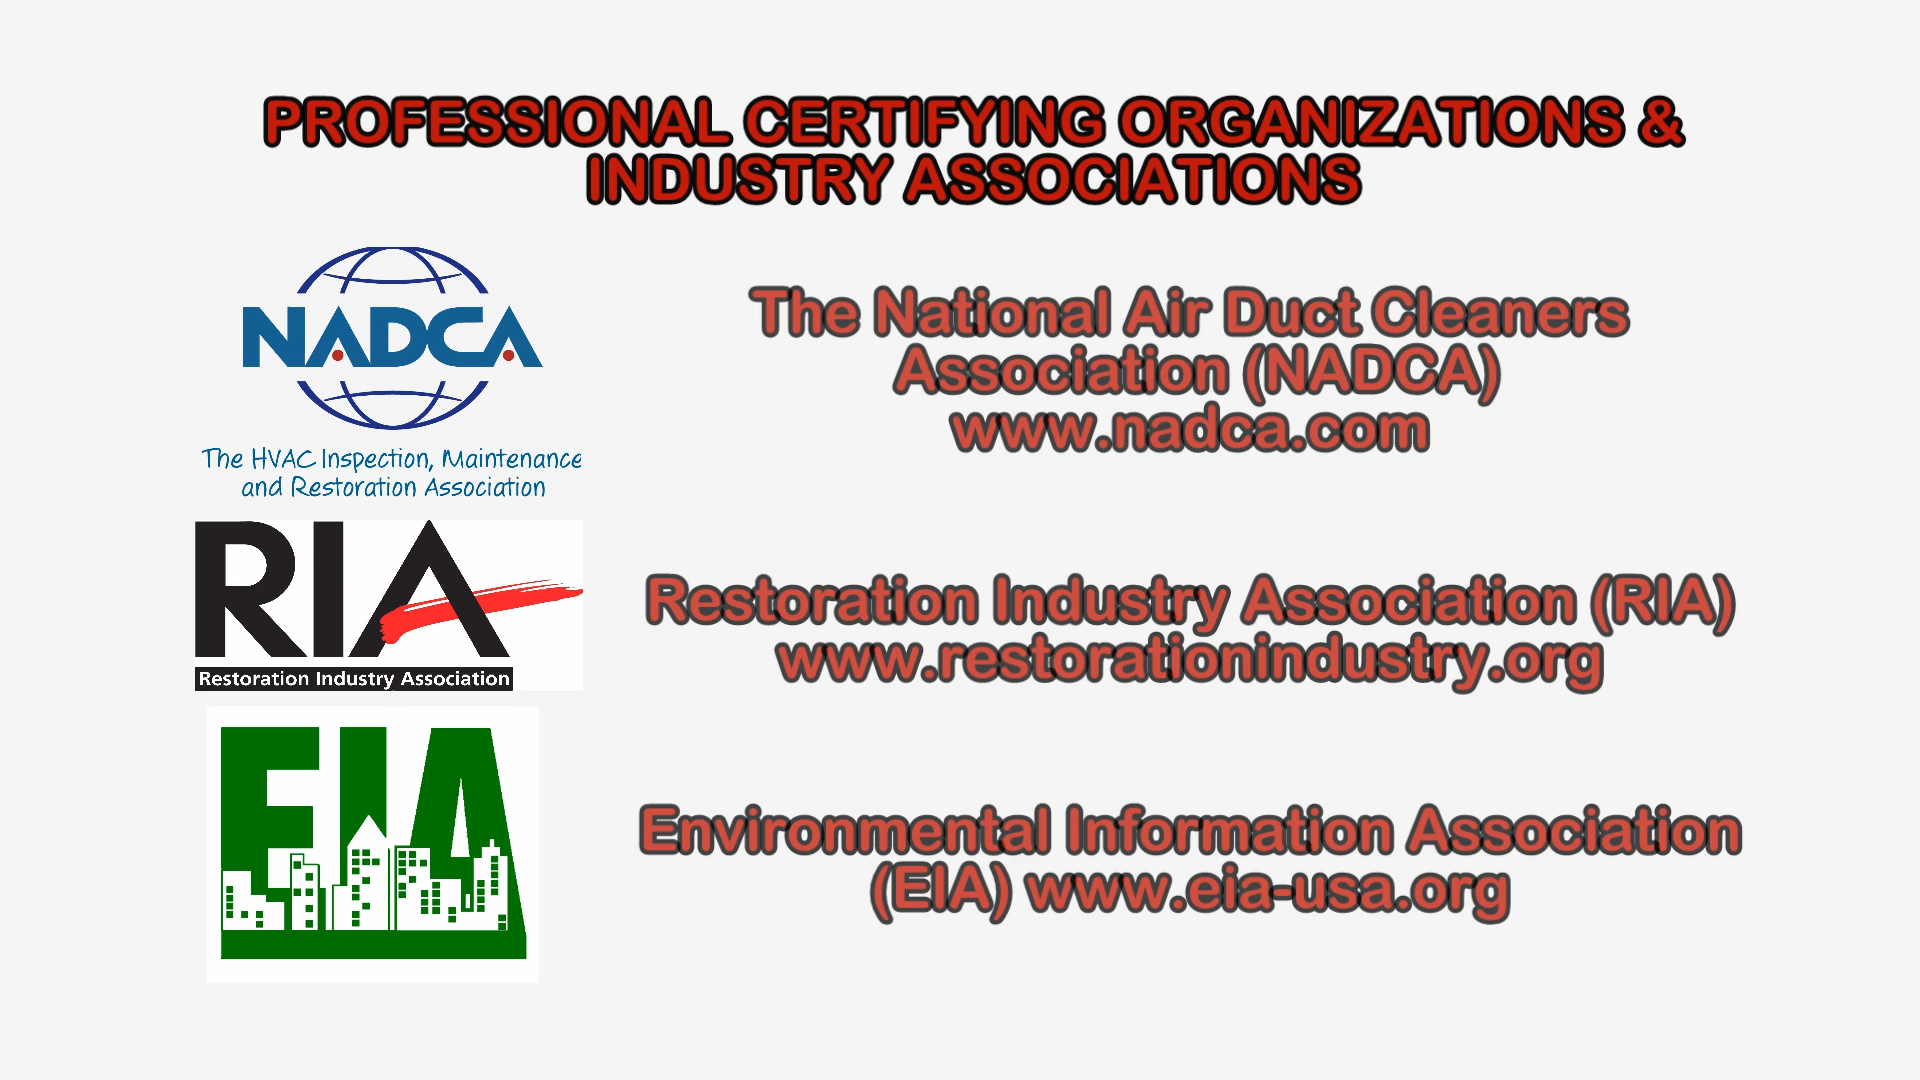 PROFESSIONAL CERTIFYING ORGANIZATIONS &
INDUSTRY ASSOCIATIONS
NADCA
The HVAC Inspection, Maintenance
and Restoration Association
The National Air Duct Cleaners
Association (NADCA)
www.nadca.com
RIA
Restoration Industry Association
Restoration Industry Association (RIA)
www.restorationindustry.org
EIA
Environmental Information Association
(EIA) www.eia-usa.org